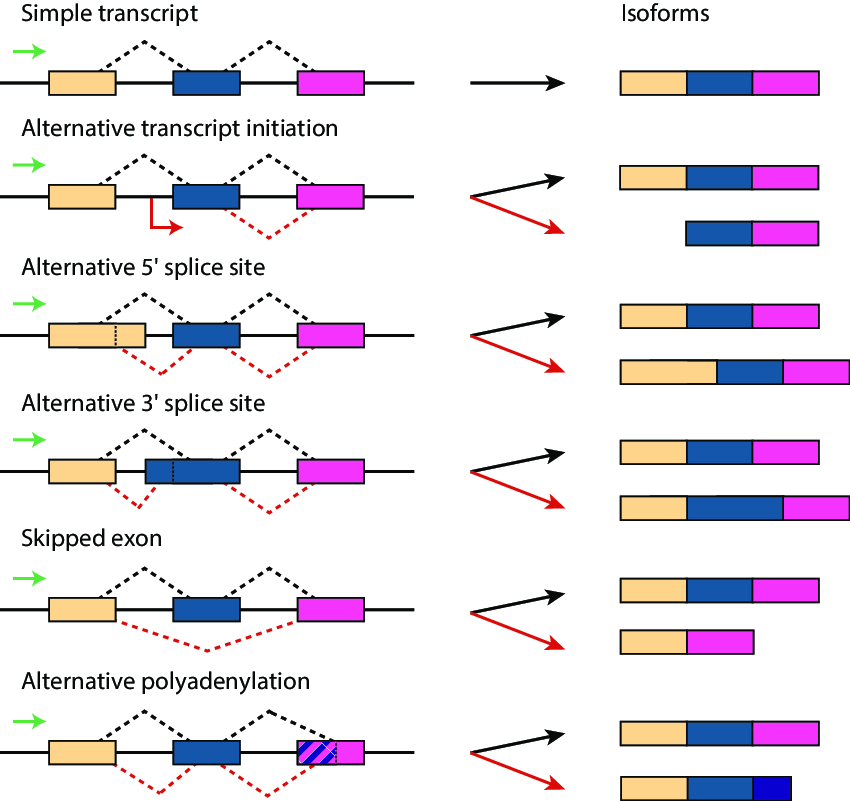 Simple transcript
Isoforms
Alternative transcript initiation
Alternative 5' splice site
Alternative 3' splice site
Skipped exon
Alternative polyadenylation